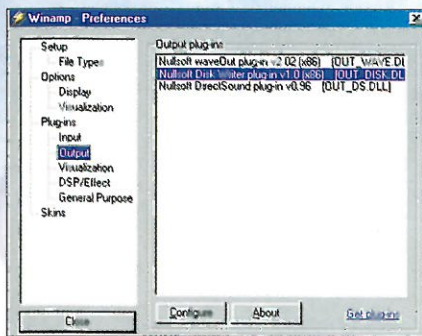 Winamp - Preferences
Setup
File Types
Options
Display
Visualization
Plug-ins
Input
Output
Visualization
DSP/Effect
General Purpose
Skins
Close
Output plug-ins
Nullsoft waveOut plug-in v2.02 (x86) (OUT_WAVE.DL
Nullsoft Disk Writer plug-in v1.0 (x86) (OUT_DISK.DLL
Nullsoft DirectSound plug-in v0.96 (OUT_DS.DLL)
Configure
About
Get plug-ins